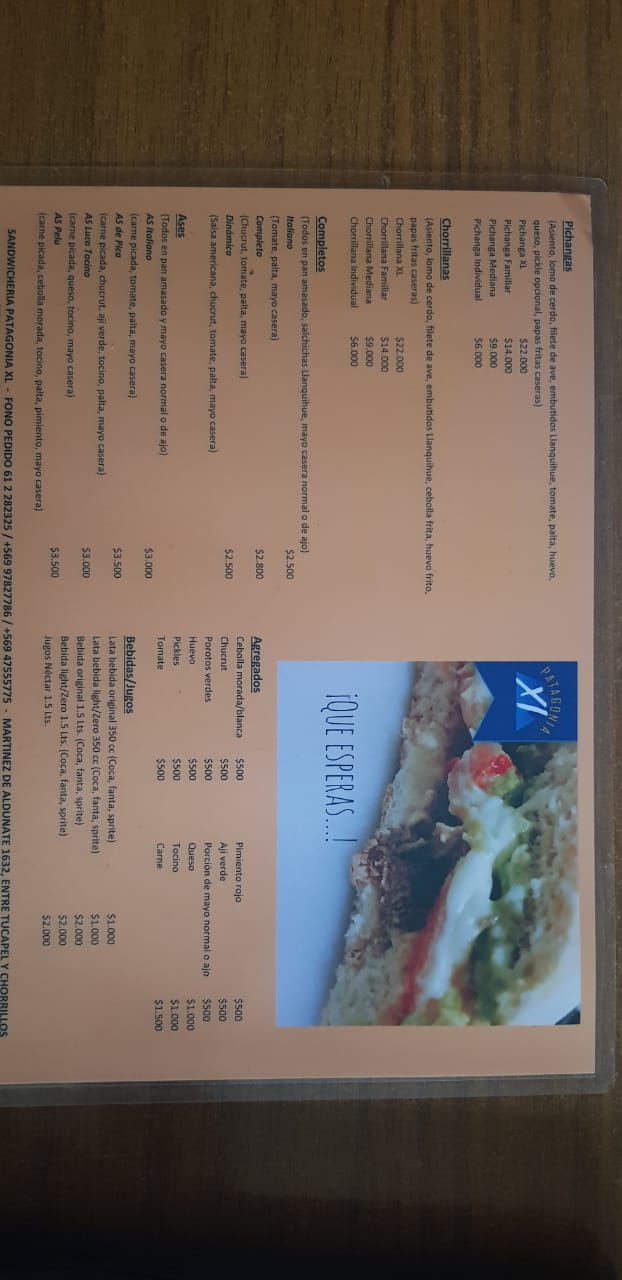 Pichangas
(Asiento, lomo de cerdo, filete de ave, embutidos Llanquihue, tomate, palta, huevo,
queso, pickle opcional, papas fritas caseras)
Pichanga XL $22.000
Pichanga Familiar $14.000
Pichanga Mediana $9.000
Pichanga Individual $6.000
Chorrillanas
(Asiento, lomo de cerdo, filete de ave, embutidos Llanquihue, cebolla frita, huevo frito,
papas fritas caseras)
Chorrillana XL $22.000
Chorrillana Familiar $14.000
Chorrillana Mediana $9.000
Chorrillana Individual $6.000
Completos
(Todos en pan amasado, salchichas Llanquihue, mayo casera normal o de ajo)
Italiano $2.500
(Tomate, palta, mayo casera)
Completo $2.800
(Chucrut, tomate, palta, mayo casera)
Dinámico $2.500
(Salsa americana, chucrut, tomate, palta, mayo casera)
Ases
(Todos en pan amasado y mayo casera normal o de ajo)
AS Italiano $3.000
(carne picada, tomate, palta, mayo casera)
AS de Pica $3.500
(carne picada, chucrut, ají verde, tocino, palta, mayo casera)
AS Luco Tocino $3.000
(carne picada, queso, tocino, mayo casera)
AS Pelu $3.500
(carne picada, cebolla morada, tocino, palta, pimiento, mayo casera)
PATAGONIA
XL
¡QUE ESPERAS...!
Agregados
Cebolla morada/blanca $500 Pimiento rojo $500
Chucrut $500 Ají verde $500
Porotos verdes $500 Porción de mayo normal o ajo $500
Huevo $500 Queso $1.000
Pickles $500 Tocino $1.000
Tomate $500 Carne $1.500
Bebidas/Jugos
Lata bebida original 350 cc (Coca, fanta, sprite) $1.000
Lata bebida light/Zero 350 cc (Coca, fanta, sprite) $1.000
Bebida original 1.5 Lts. (Coca, fanta, sprite) $2.000
Bebida light/Zero 1.5 Lts. (Coca, fanta, sprite) $2.000
Jugos Néctar 1.5 Lts. $2.000
SANDWICHERIA PATAGONIA XL - FONO PEDIDO 61 2 282325 / +569 97827786 / +569 47555775 - MARTINEZ DE ALDUNATE 1632, ENTRE TUCAPEL Y CHORRILLOS